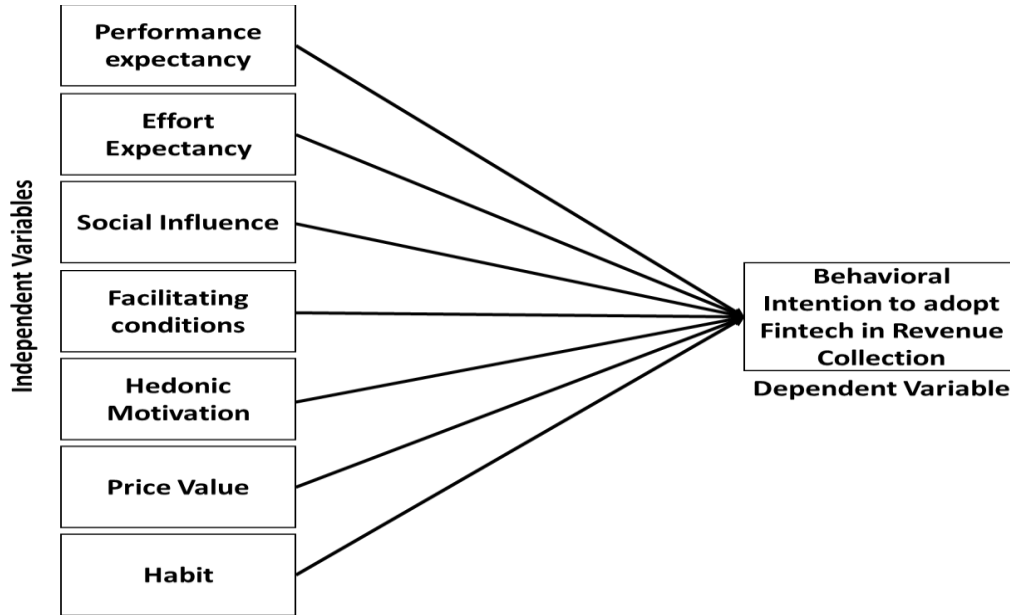 Independent Variables
Performance
expectancy
Effort
Expectancy
Social Influence
Facilitating
conditions
Hedonic
Motivation
Price Value
Habit
Behavioral
Intention to adopt
Fintech in Revenue
Collection
Dependent Variable